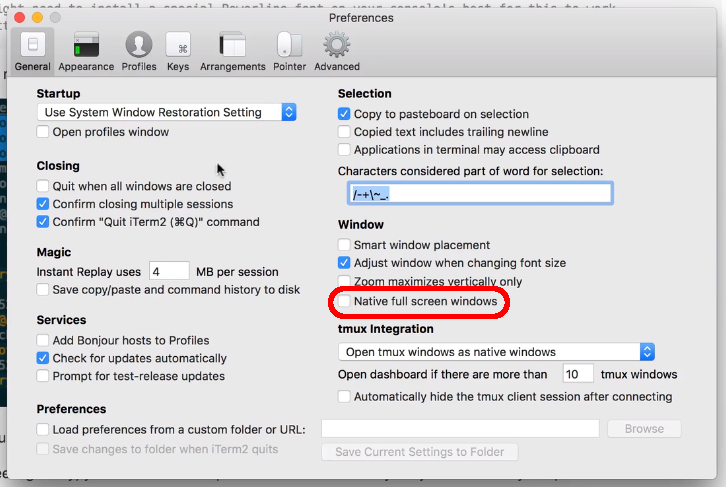 Preferences
General Appearance Profiles Keys Arrangements Pointer Advanced
Startup
Use System Window Restoration Setting
Open profiles window
Closing
Quit when all windows are closed
Confirm closing multiple sessions
Confirm "Quit iTerm2 (⌘Q)" command
Magic
Instant Replay uses 4 MB per session
Save copy/paste and command history to disk
Services
Add Bonjour hosts to Profiles
Check for updates automatically
Prompt for test-release updates
Selection
Copy to pasteboard on selection
Copied text includes trailing newline
Applications in terminal may access clipboard
Characters considered part of word for selection:
/-+\~_.
Window
Smart window placement
Adjust window when changing font size
Zoom maximizes vertically only
Native full screen windows
tmux Integration
Open tmux windows as native windows
Open dashboard if there are more than 10 tmux windows
Automatically hide the tmux client session after connecting
Preferences
Load preferences from a custom folder or URL: Browse
Save changes to folder when iTerm2 quits Save Current Settings to Folder